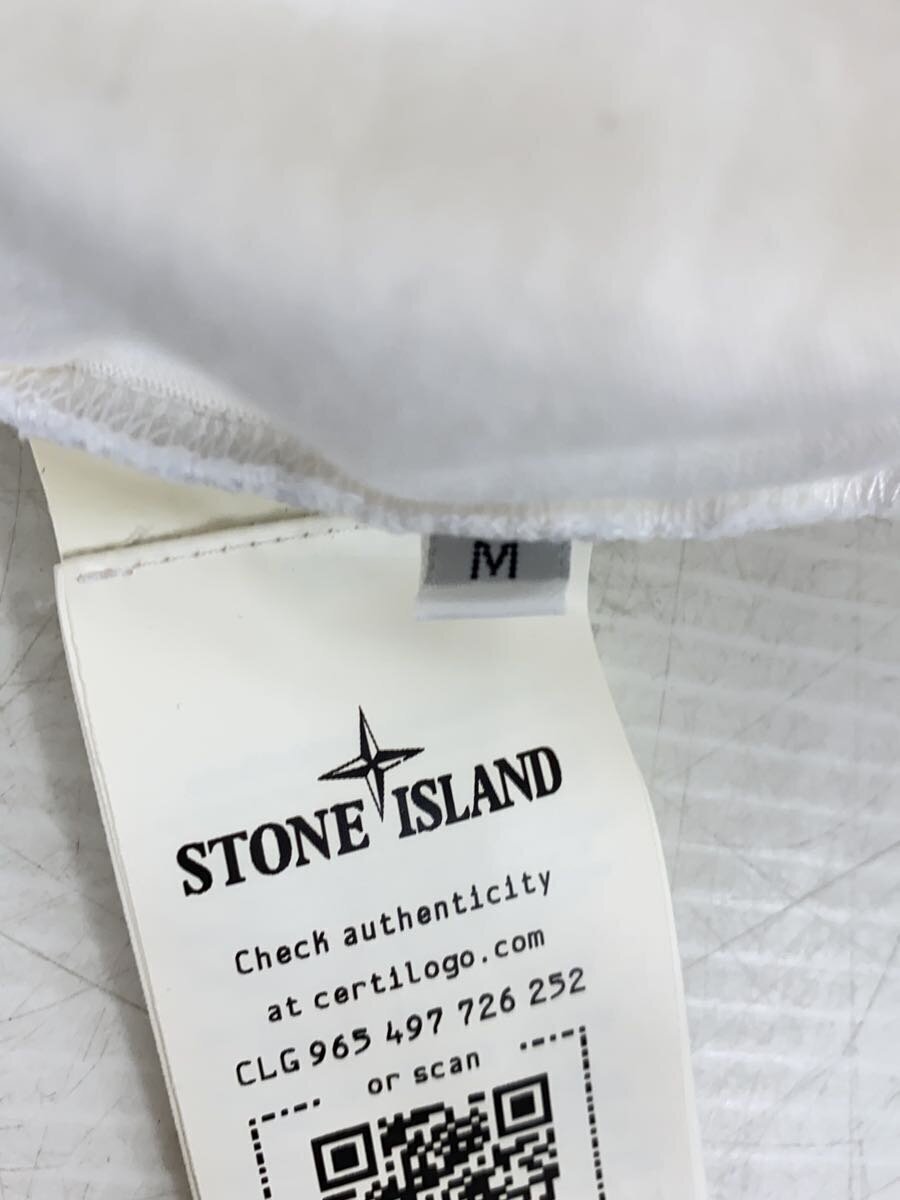 M
STONE ISLAND
Check authenticity
at certilogo.com
CLG 965 497 726 252
or scan